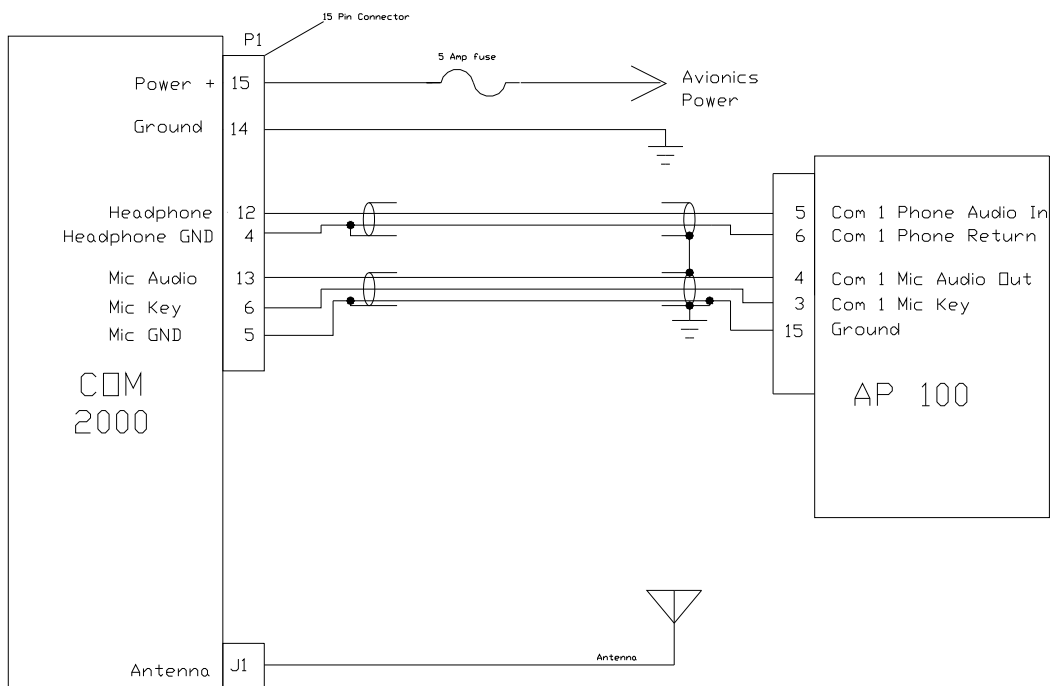 15 Pin Connector
P1
5 Amp fuse
Power + 15
Avionics
Power
Ground 14
Headphone 12
5 Com 1 Phone Audio In
Headphone GND 4
6 Com 1 Phone Return
Mic Audio 13
4 Com 1 Mic Audio Out
Mic Key 6
3 Com 1 Mic Key
Mic GND 5
15 Ground
COM
2000
AP 100
Antenna J1
Antenna